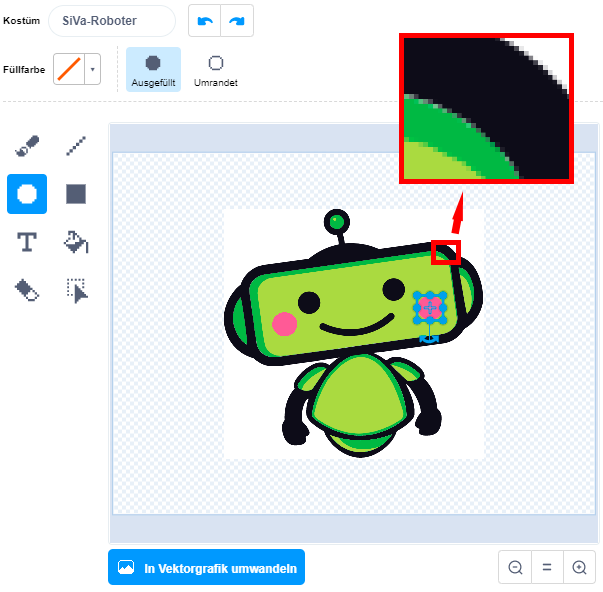 Kostüm
SiVa-Roboter
Füllfarbe
Ausgefüllt
Umrandet
T
In Vektorgrafik umwandeln